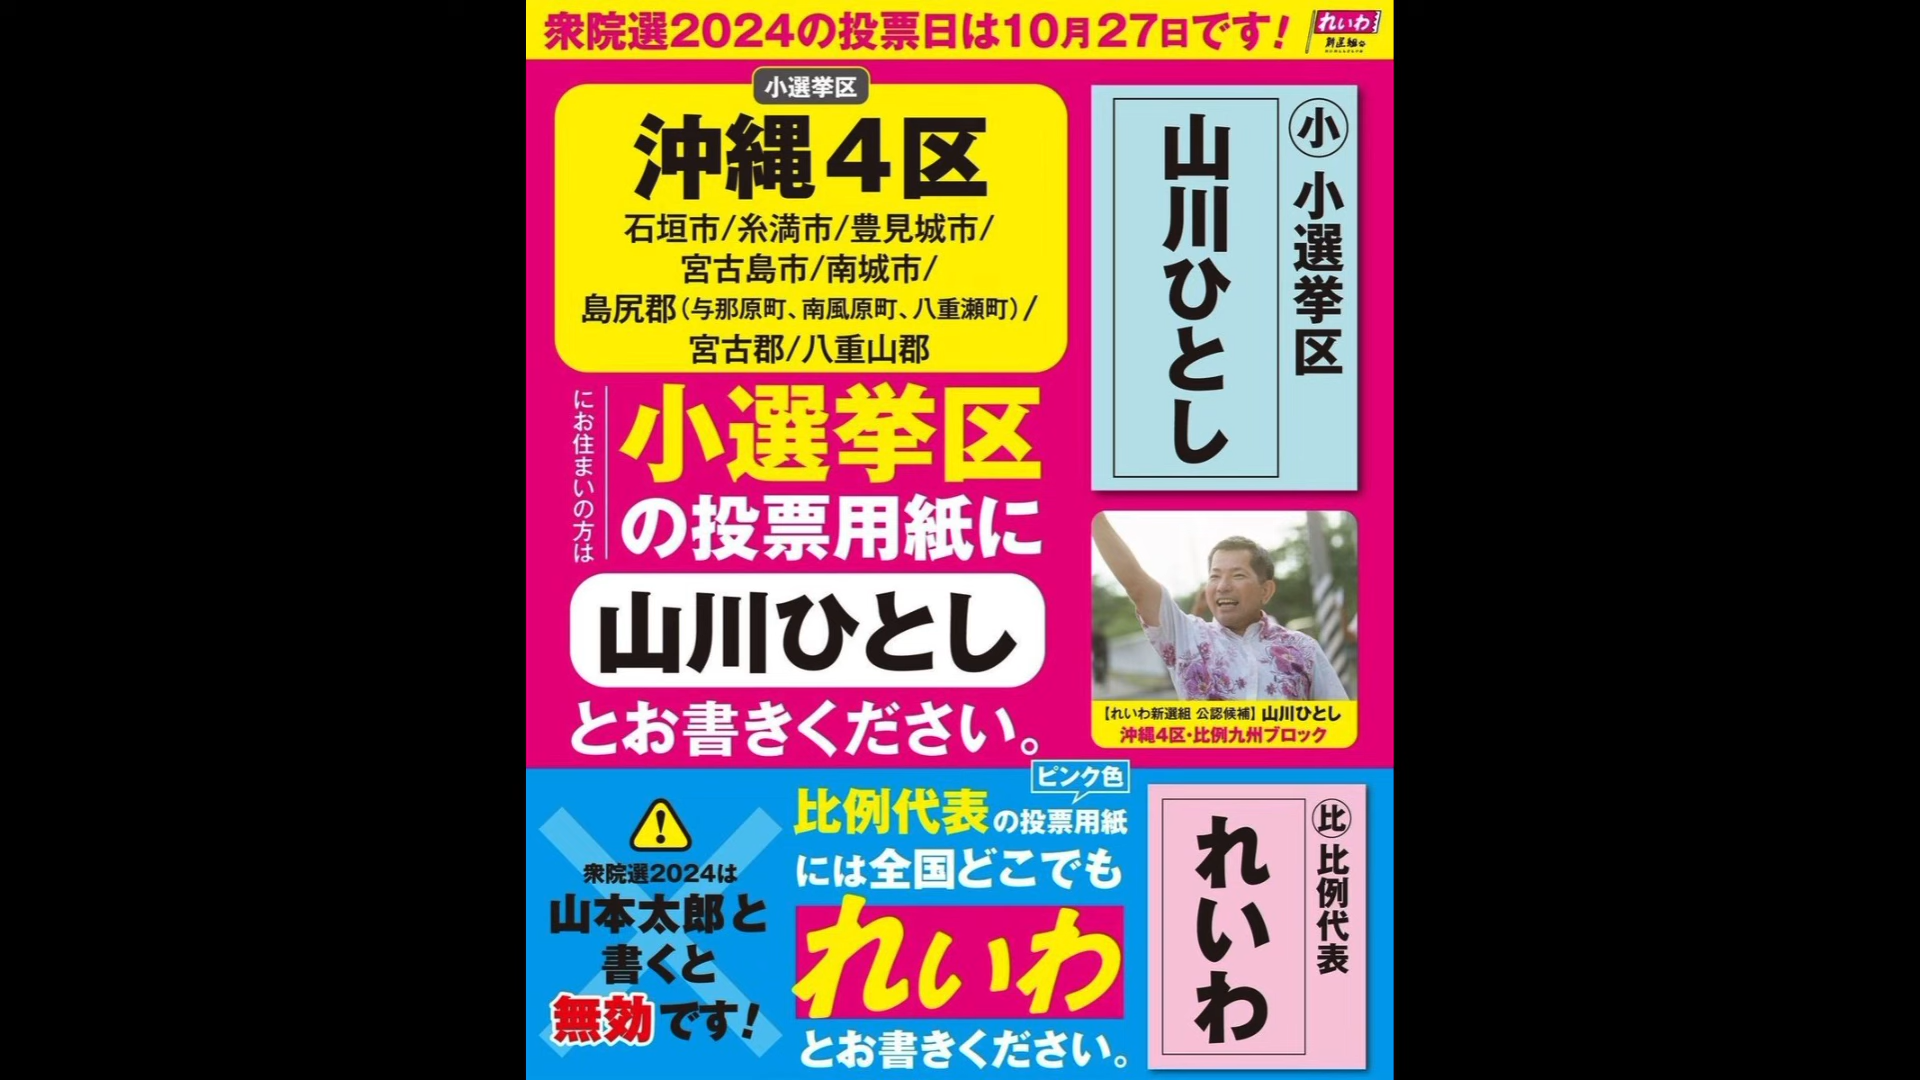 衆院選2024の投票日は10月27日です!
れいわ
新選組
小選挙区
沖縄4区
石垣市/糸満市/豊見城市/
宮古島市/南城市/
島尻郡(与那原町、南風原町、八重瀬町)/
宮古郡/八重山郡
にお住まいの方は
小選挙区
の投票用紙に
山川ひとし
とお書きください。
小 小選挙区
山川ひとし
【れいわ新選組 公認候補】山川ひとし
沖縄4区・比例九州ブロック
衆院選2024は
山本太郎と
書くと
無効です!
ピンク色
比例代表の投票用紙
には全国どこでも
れいわ
とお書きください。
比 比例代表
れいわ